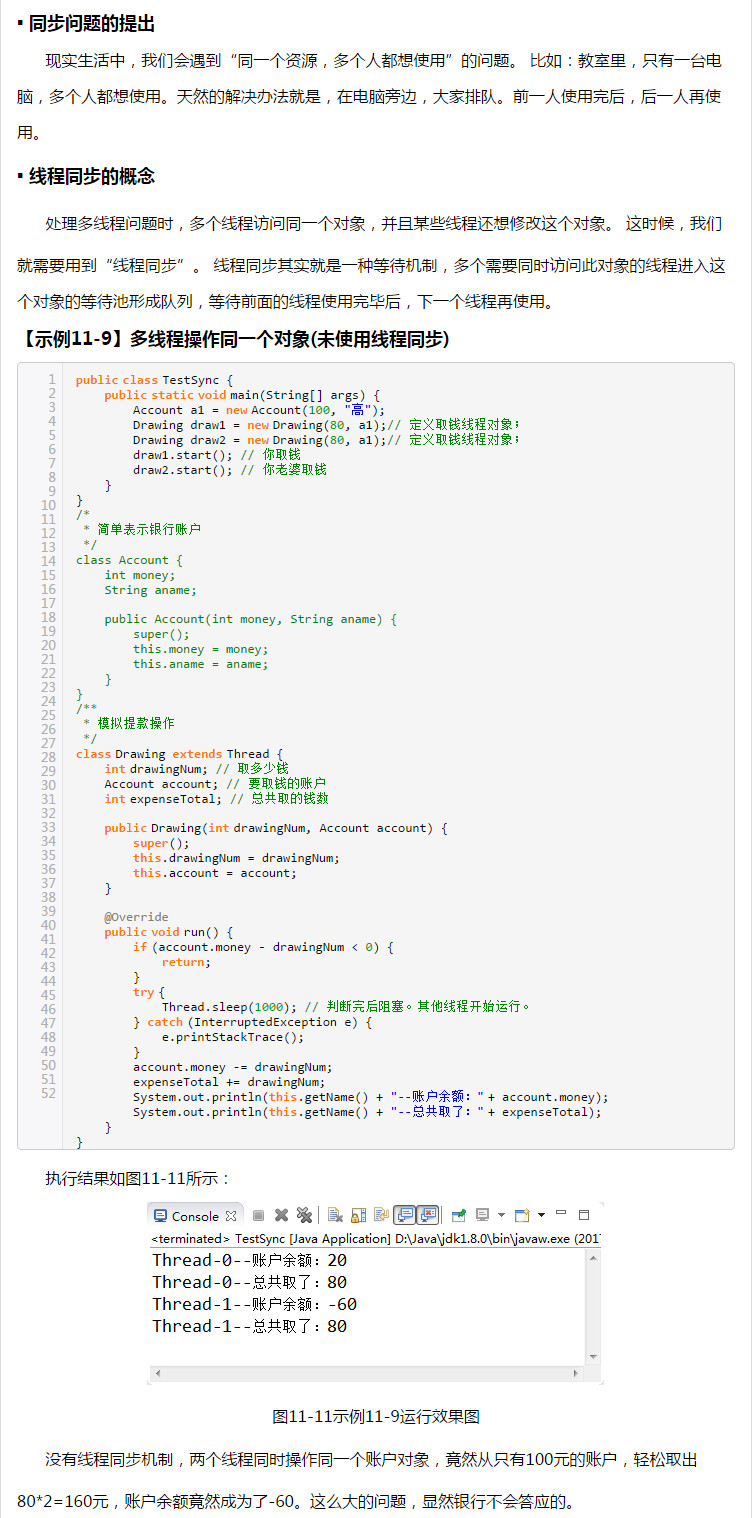 ▪ 同步问题的提出
现实生活中，我们会遇到“同一个资源，多个人都想使用”的问题。 比如：教室里，只有一台电
脑，多个人都想使用。天然的解决办法就是，在电脑旁边，大家排队。前一人使用完后，后一人再使
用。
▪ 线程同步的概念
处理多线程问题时，多个线程访问同一个对象，并且某些线程还想修改这个对象。 这时候，我们
就需要用到“线程同步”。 线程同步其实就是一种等待机制，多个需要同时访问此对象的线程进入这
个对象的等待池形成队列，等待前面的线程使用完毕后，下一个线程再使用。
【示例11-9】多线程操作同一个对象(未使用线程同步)
1 public class TestSync {
2     public static void main(String[] args) {
3         Account a1 = new Account(100, "高");
4         Drawing draw1 = new Drawing(80, a1);// 定义取钱线程对象；
5         Drawing draw2 = new Drawing(80, a1);// 定义取钱线程对象；
6         draw1.start(); // 你取钱
7         draw2.start(); // 你老婆取钱
8     }
9 }
10 /*
11  * 简单表示银行账户
12  */
13 class Account {
14     int money;
15     String aname;
16
17     public Account(int money, String aname) {
18         super();
19         this.money = money;
20         this.aname = aname;
21     }
22 }
23 /**
24  * 模拟提款操作
25  */
26 class Drawing extends Thread {
27     int drawingNum; // 取多少钱
28     Account account; // 要取钱的账户
29     int expenseTotal; // 总共取的钱数
30
31     public Drawing(int drawingNum, Account account) {
32         super();
33         this.drawingNum = drawingNum;
34         this.account = account;
35     }
36
37     @Override
38     public void run() {
39         if (account.money - drawingNum < 0) {
40             return;
41         }
42         try {
43             Thread.sleep(1000); // 判断完后阻塞。其他线程开始运行。
44         } catch (InterruptedException e) {
45             e.printStackTrace();
46         }
47         account.money -= drawingNum;
48         expenseTotal += drawingNum;
49         System.out.println(this.getName() + "--账户余额：" + account.money);
50         System.out.println(this.getName() + "--总共取了：" + expenseTotal);
51     }
52 }
执行结果如图11-11所示：
Console
<terminated> TestSync [Java Application] D:\Java\jdk1.8.0\bin\javaw.exe (201
Thread-0--账户余额：20
Thread-0--总共取了：80
Thread-1--账户余额：-60
Thread-1--总共取了：80
图11-11示例11-9运行效果图
没有线程同步机制，两个线程同时操作同一个账户对象，竟然从只有100元的账户，轻松取出
80*2=160元，账户余额竟然成为了-60。这么大的问题，显然银行不会答应的。